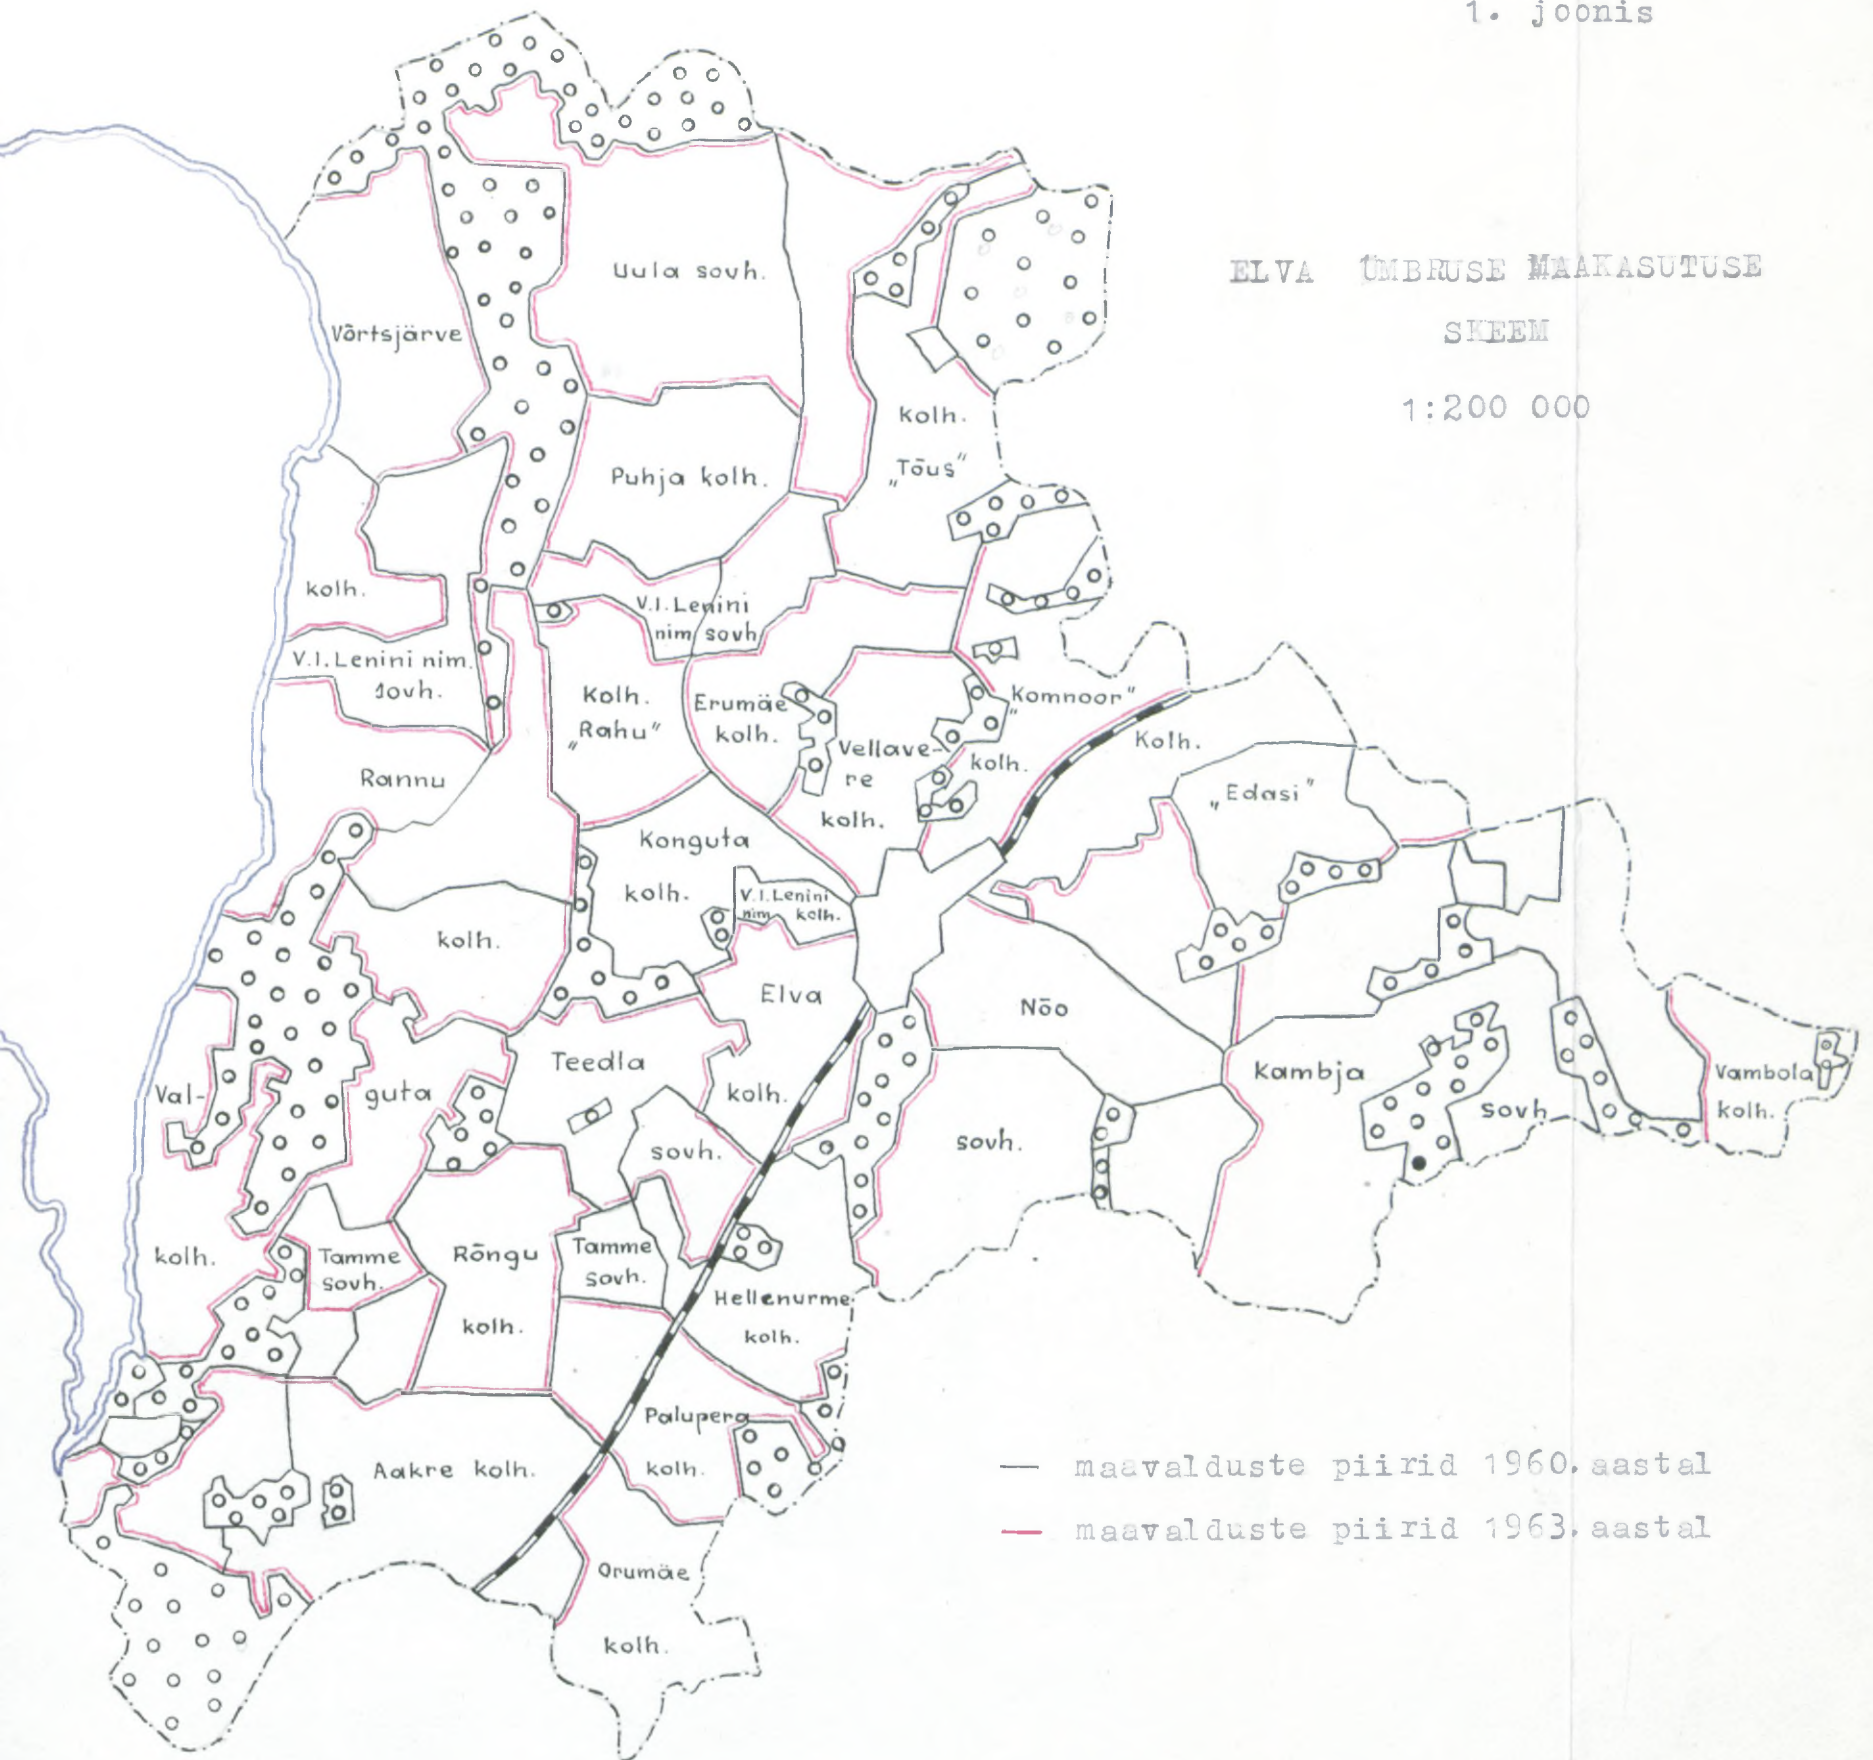 1. joonis
ELVA ÜMBRUSE MAAKASUTUSE
SKEEM
1:200 000
Uula sovh.
Võrtsjärve
kolh.
Puhja kolh.
kolh.
„Tõus"
V.I.Lenini
nim sovh.
V.I.Lenini nim.
sovh.
Kolh.
„Rahu"
Erumäe
kolh.
Vellave-
re
kolh.
„Komnoor"
kolh.
Kolh.
„Edasi"
Rannu
kolh.
Konguta
kolh.
V.I.Lenini
nim. kolh.
Elva
kolh.
Nõo
sovh.
Kambja
sovh.
Vambola
kolh.
Teedla
sovh.
Val-
guta
kolh.
Tamme
sovh.
Rõngu
kolh.
Tamme
sovh.
Hellenurme
kolh.
Palupera
kolh.
Aakre kolh.
Orumäe
kolh.
maavalduste piirid 1960. aastal
maavalduste piirid 1963. aastal